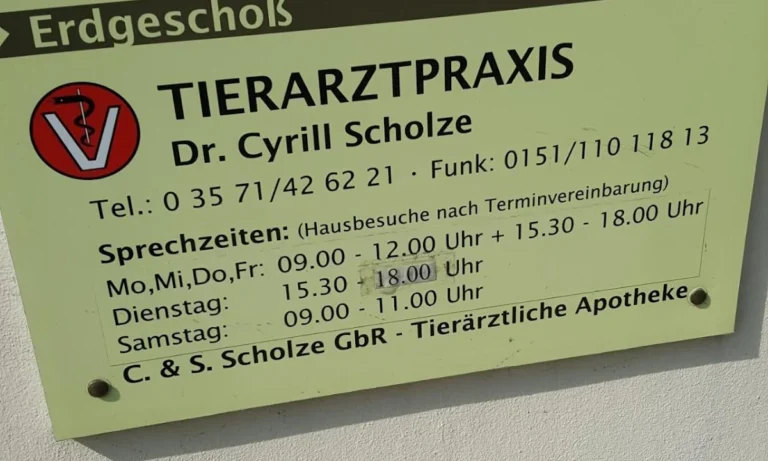 Erdgeschoß
TIERARZTPRAXIS
Dr. Cyrill Scholze
Tel.: 0 35 71/42 62 21 · Funk: 0151/110 118 13
Sprechzeiten: (Hausbesuche nach Terminvereinbarung)
Mo,Mi,Do,Fr: 09.00 - 12.00 Uhr + 15.30 - 18.00 Uhr
Dienstag: 15.30 - 18.00 Uhr
Samstag: 09.00 - 11.00 Uhr
C. & S. Scholze GbR - Tierärztliche Apotheke